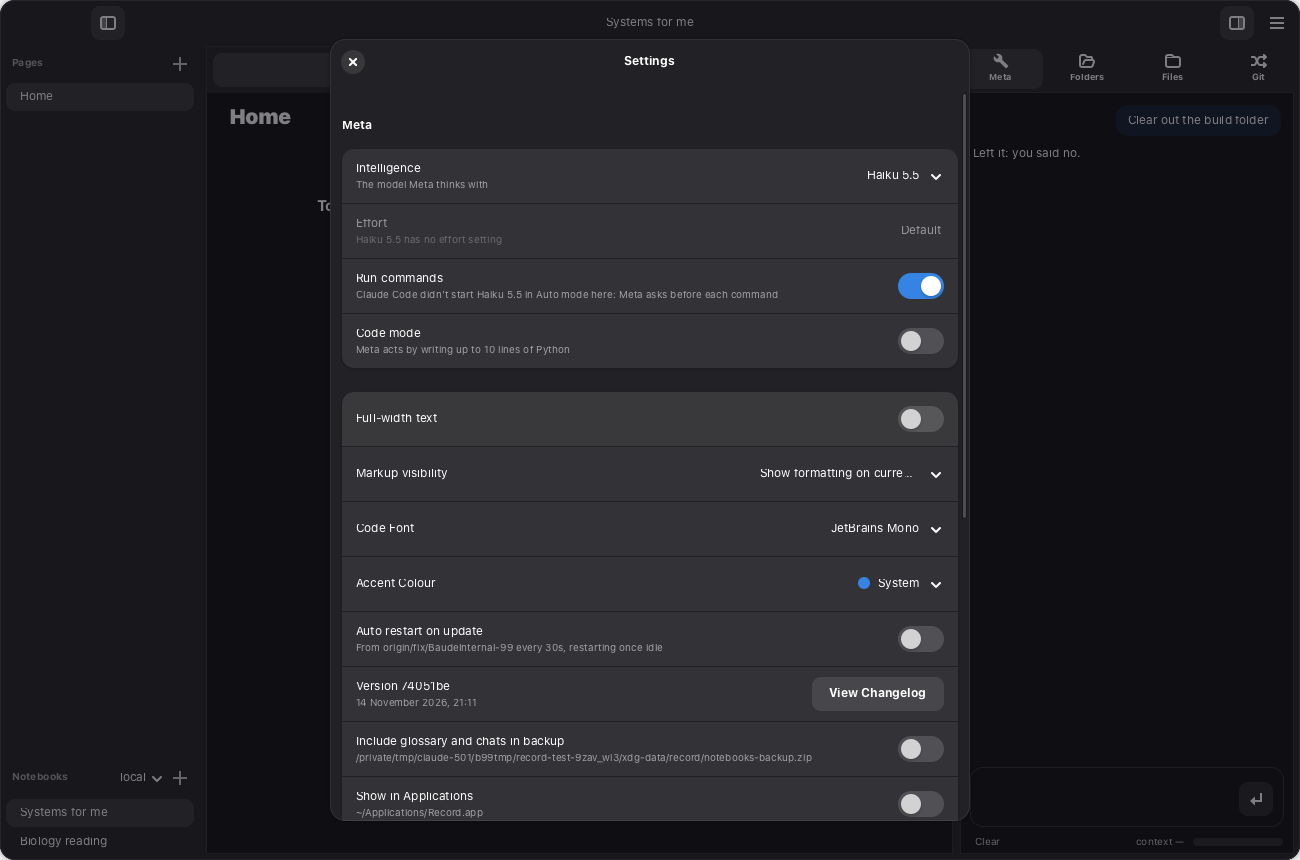 Systems for me
Pages
Home
Home
To
Meta
Folders
Files
Git
Clear out the build folder
Left it: you said no.
Settings
Meta
Intelligence
The model Meta thinks with
Haiku 5.5
Effort
Haiku 5.5 has no effort setting
Default
Run commands
Claude Code didn't start Haiku 5.5 in Auto mode here: Meta asks before each command
Code mode
Meta acts by writing up to 10 lines of Python
Full-width text
Markup visibility
Show formatting on curre...
Code Font
JetBrains Mono
Accent Colour
System
Auto restart on update
From origin/fix/BaudeInternal-99 every 30s, restarting once idle
Version 74051be
14 November 2026, 21:11
View Changelog
Include glossary and chats in backup
/private/tmp/claude-501/b99tmp/record-test-9zav_wi3/xdg-data/record/notebooks-backup.zip
Show in Applications
~/Applications/Record.app
Notebooks
local
Systems for me
Biology reading
Clear
context —